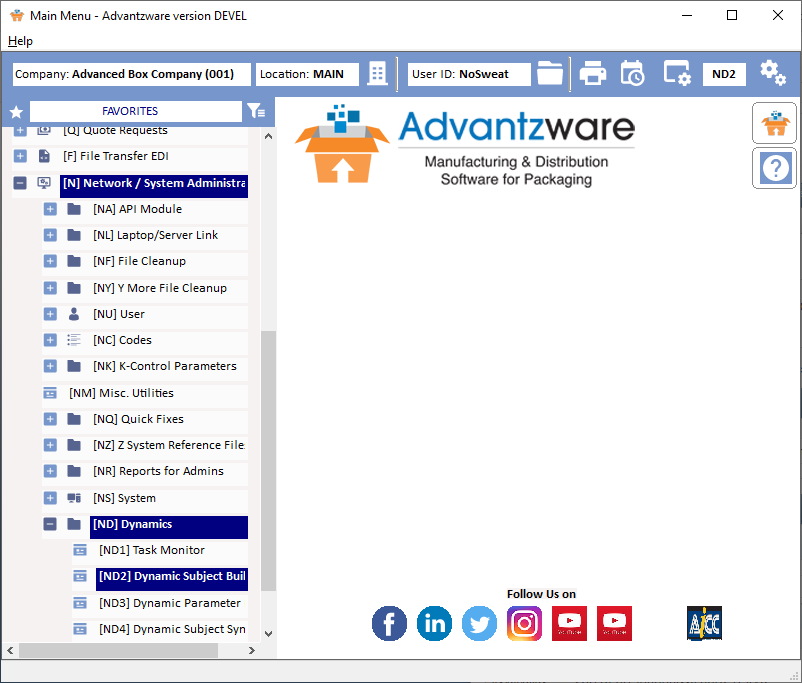 Main Menu - Advantzware version DEVEL
Help
Company: Advanced Box Company (001)
Location: MAIN
User ID: NoSweat
ND2
FAVORITES
[Q] Quote Requests
[F] File Transfer EDI
[N] Network / System Administra
[NA] API Module
[NL] Laptop/Server Link
[NF] File Cleanup
[NY] Y More File Cleanup
[NU] User
[NC] Codes
[NK] K-Control Parameters
[NM] Misc. Utilities
[NQ] Quick Fixes
[NZ] Z System Reference File
[NR] Reports for Admins
[NS] System
[ND] Dynamics
[ND1] Task Monitor
[ND2] Dynamic Subject Buil
[ND3] Dynamic Parameter
[ND4] Dynamic Subject Syn
Advantzware
Manufacturing & Distribution
Software for Packaging
Follow Us on
YouTube
YouTube
AJCC